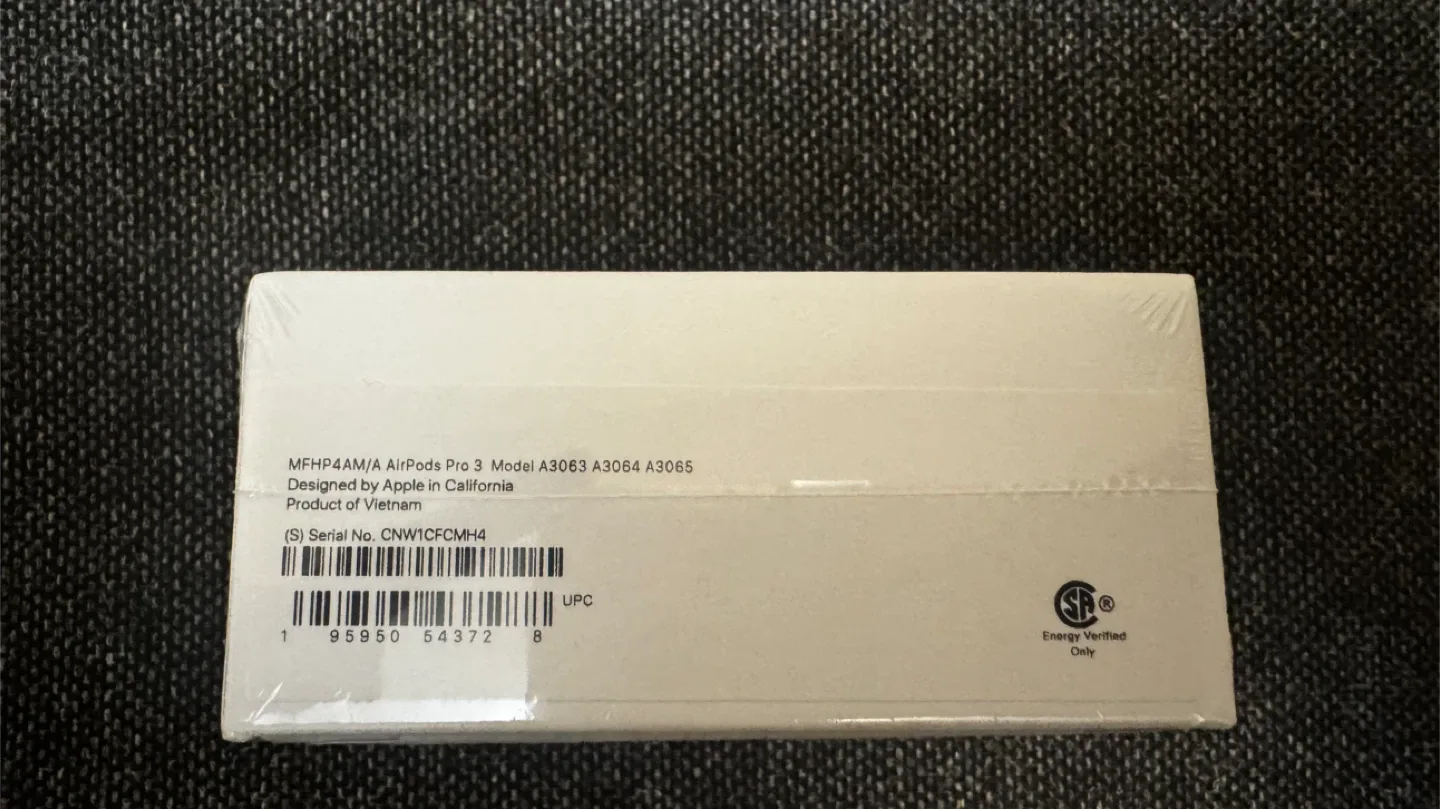 MFHP4AM/A AirPods Pro 3 Model A3063 A3064 A3065
Designed by Apple in California
Product of Vietnam
(S) Serial No. CNW1CFCMH4
UPC
1 95950 54372 8
SA ®
Energy Verified
Only